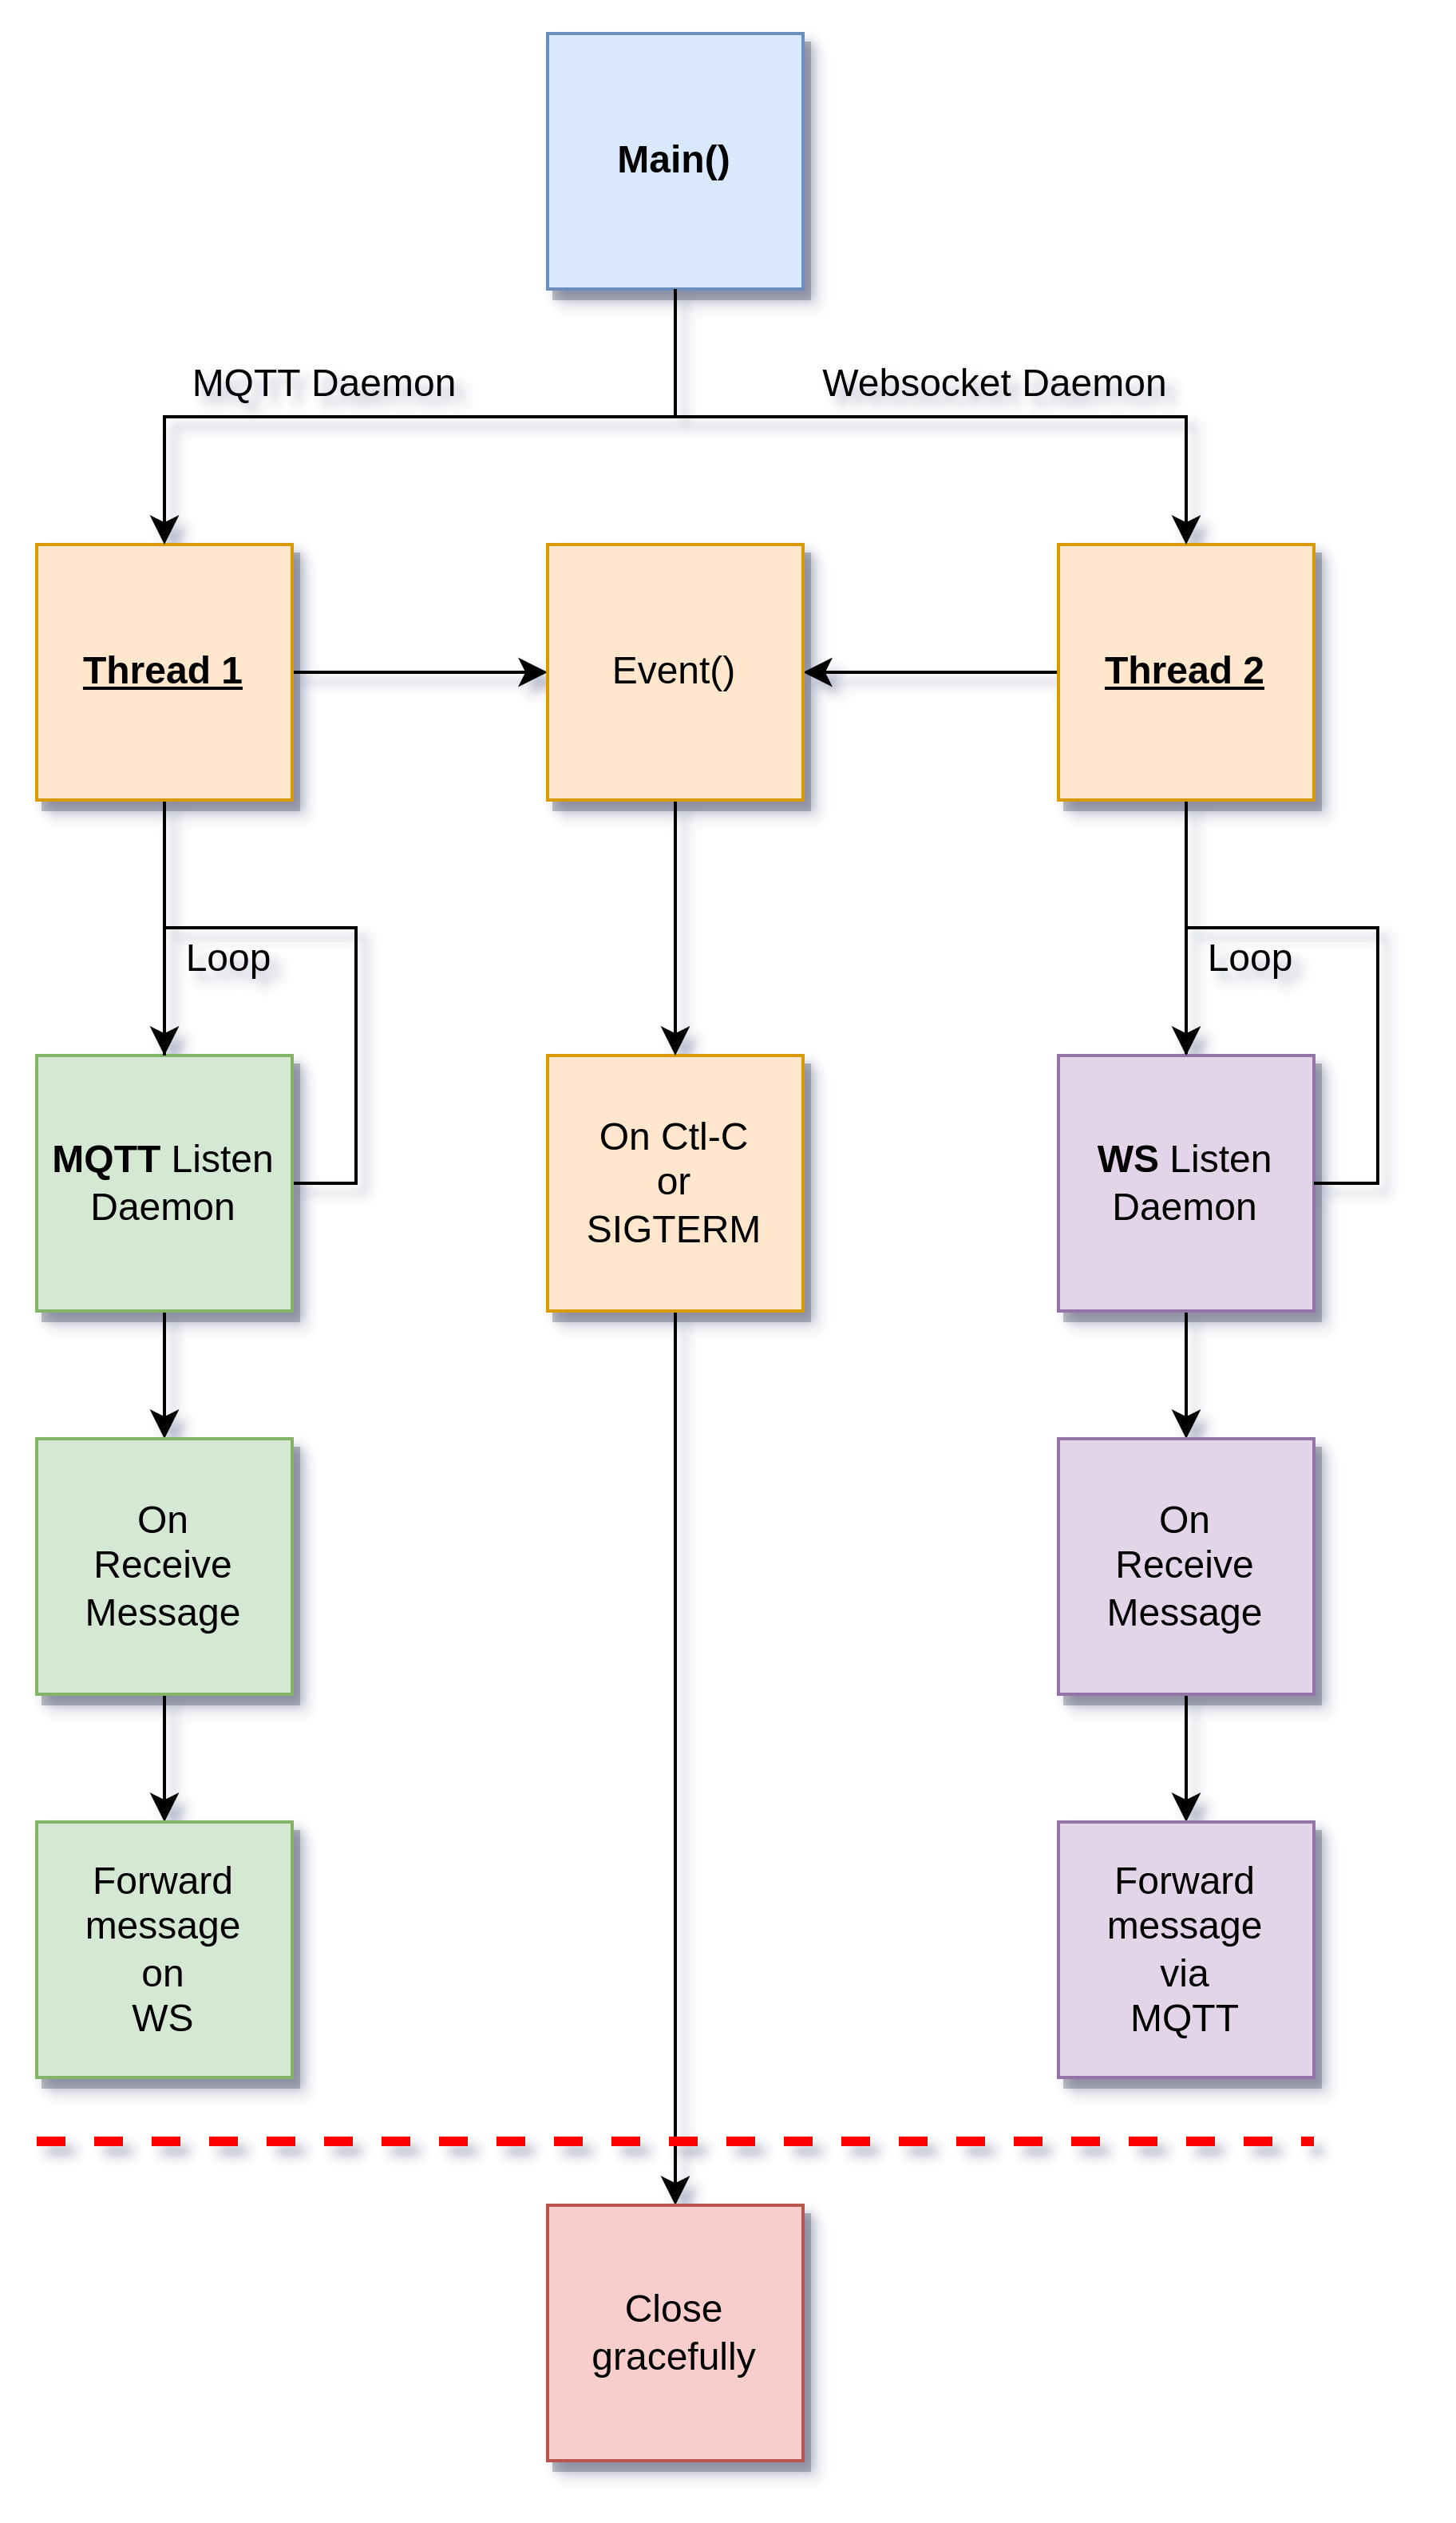 Main()
MQTT Daemon
Websocket Daemon
Thread 1
Event()
Thread 2
Loop
Loop
MQTT Listen
Daemon
On Ctl-C
or
SIGTERM
WS Listen
Daemon
On
Receive
Message
On
Receive
Message
Forward
message
on
WS
Forward
message
via
MQTT
Close
gracefully